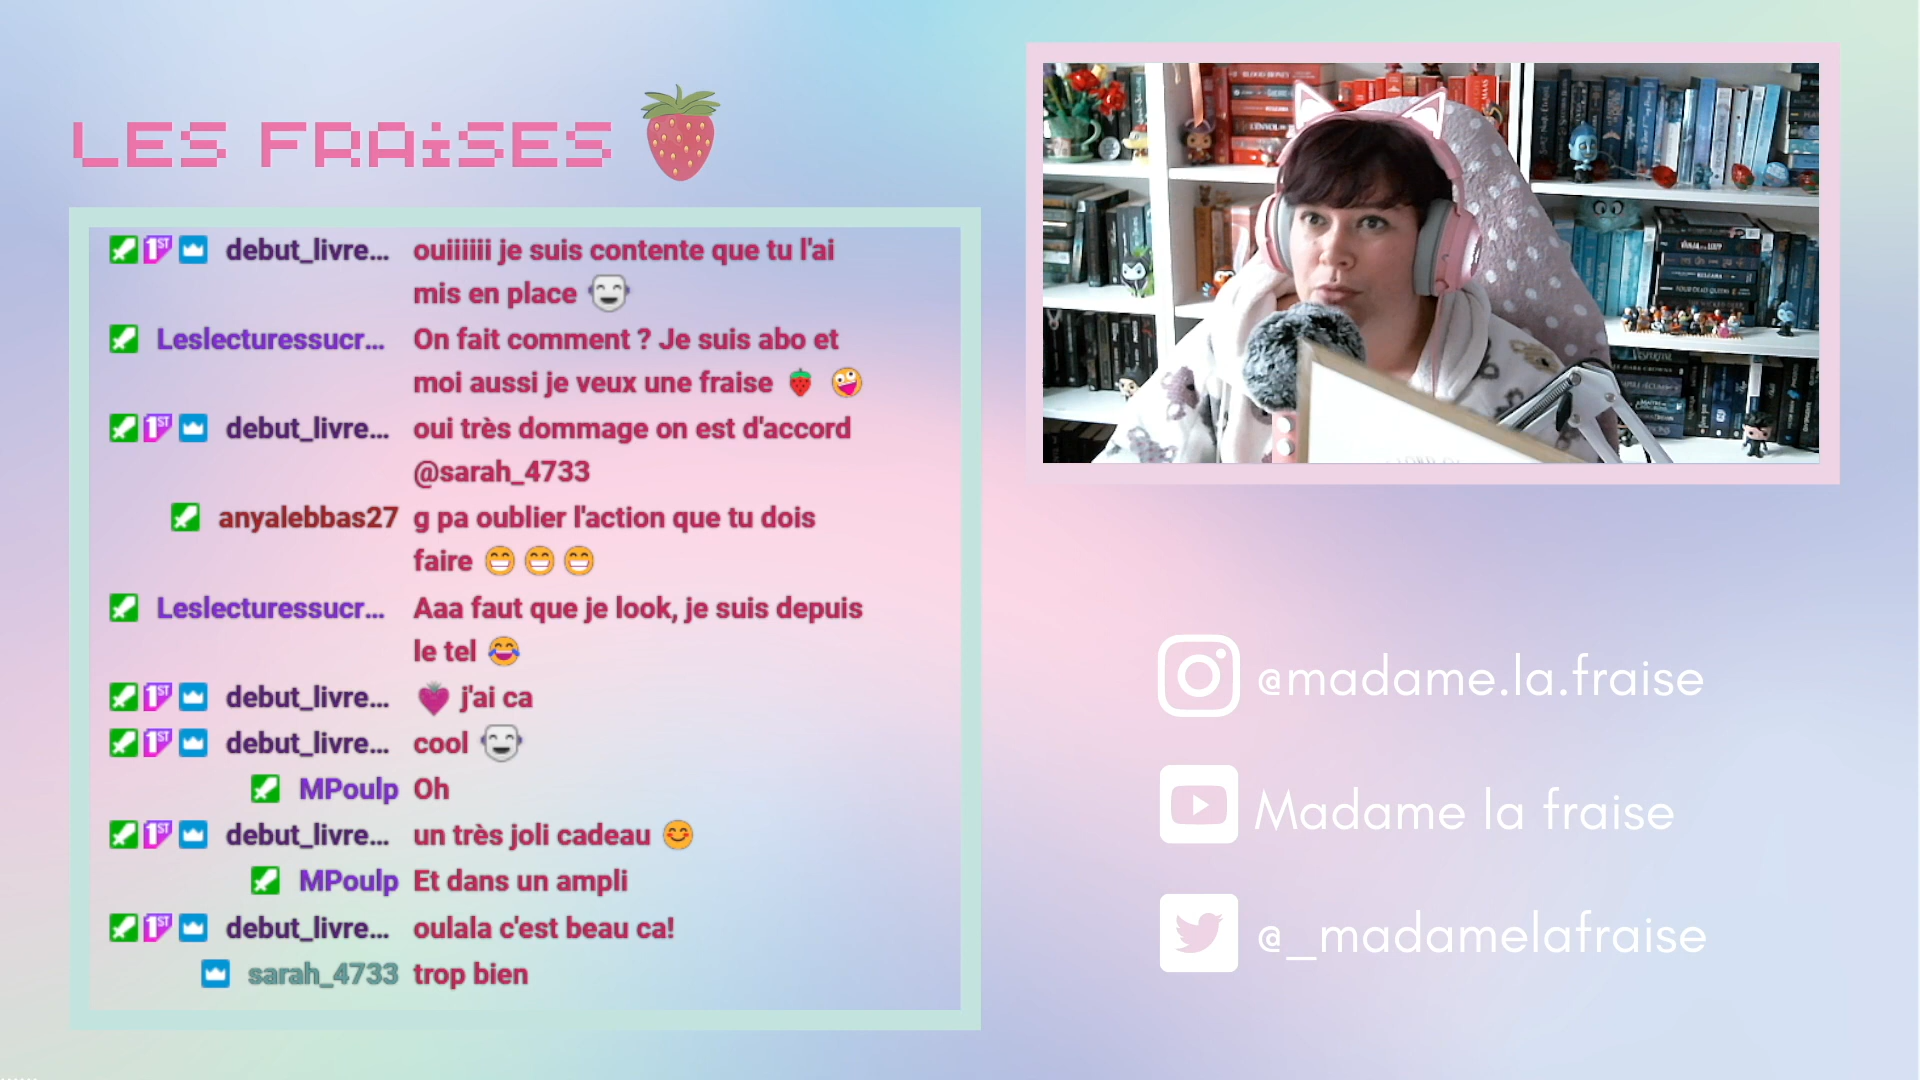 LES FRAiSES
debut_livre... ouiiiiii je suis contente que tu l'ai
mis en place
Leslecturessucr... On fait comment ? Je suis abo et
moi aussi je veux une fraise 🍓 🤪
debut_livre... oui très dommage on est d'accord
@sarah_4733
anyalebbas27 g pa oublier l'action que tu dois
faire 😁 😁 😁
Leslecturessucr... Aaa faut que je look, je suis depuis
le tel 😂
debut_livre... j'ai ca
debut_livre... cool
MPoulp Oh
debut_livre... un très joli cadeau 😊
MPoulp Et dans un ampli
debut_livre... oulala c'est beau ca!
sarah_4733 trop bien
@madame.la.fraise
Madame la fraise
@_madamelafraise